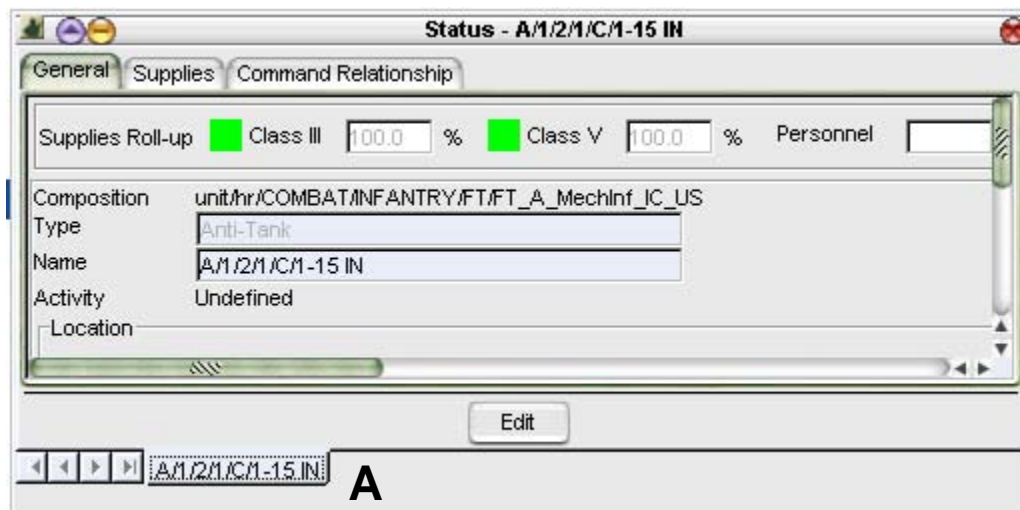 Status - A/1/2/1/C/1-15 IN
General Supplies Command Relationship
Supplies Roll-up Class III 100.0 % Class V 100.0 % Personnel
Composition unit/hr/COMBAT/INFANTRY/FT/FT_A_MechInf_IC_US
Type Anti-Tank
Name A/1/2/1/C/1-15 IN
Activity Undefined
Location
Edit
A/1/2/1/C/1-15 IN A